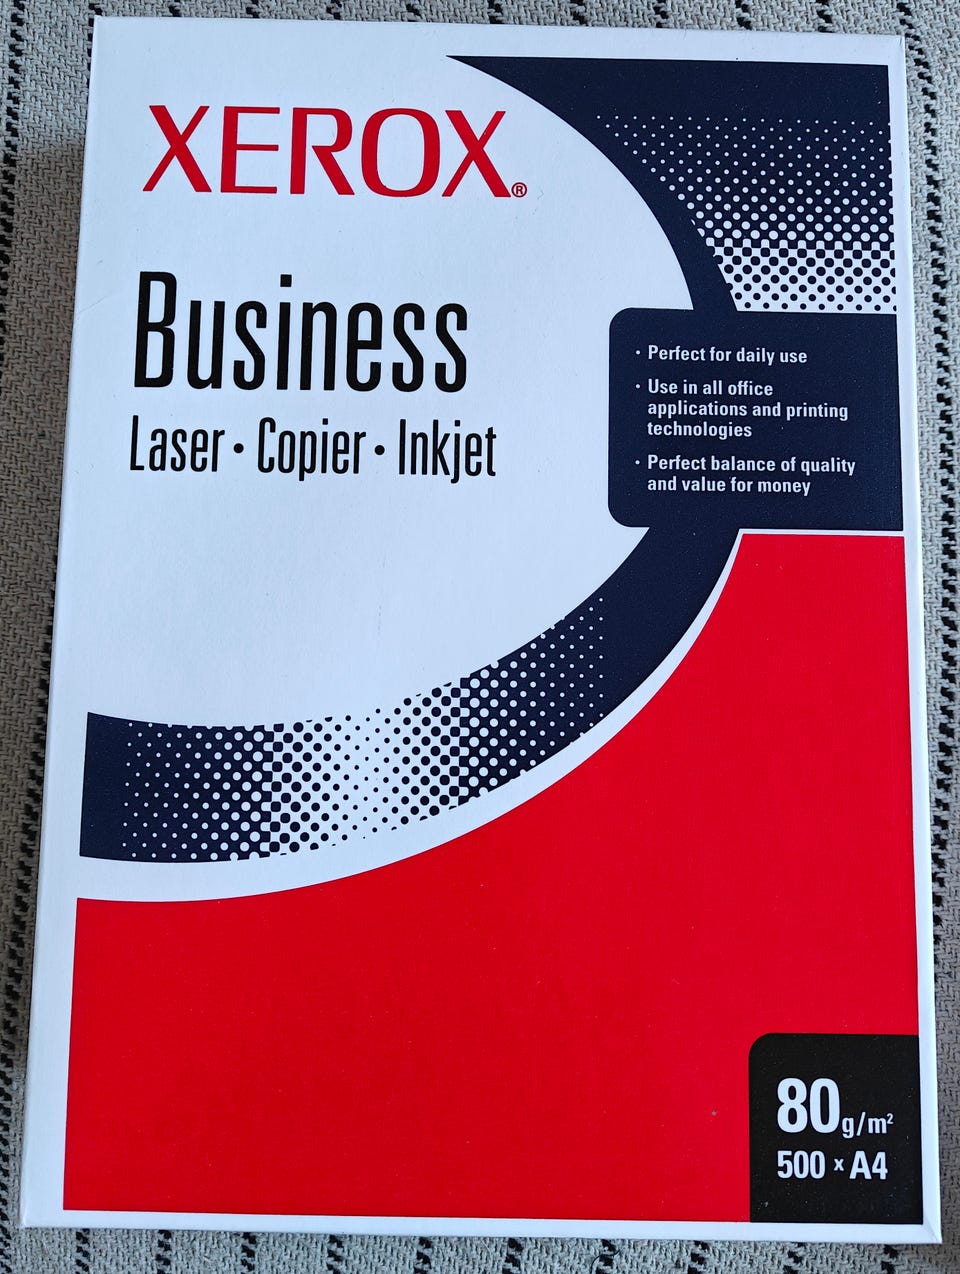 XEROX®
Business
Laser • Copier • Inkjet
• Perfect for daily use
• Use in all office
applications and printing
technologies
• Perfect balance of quality
and value for money
80 g/m²
500 x A4